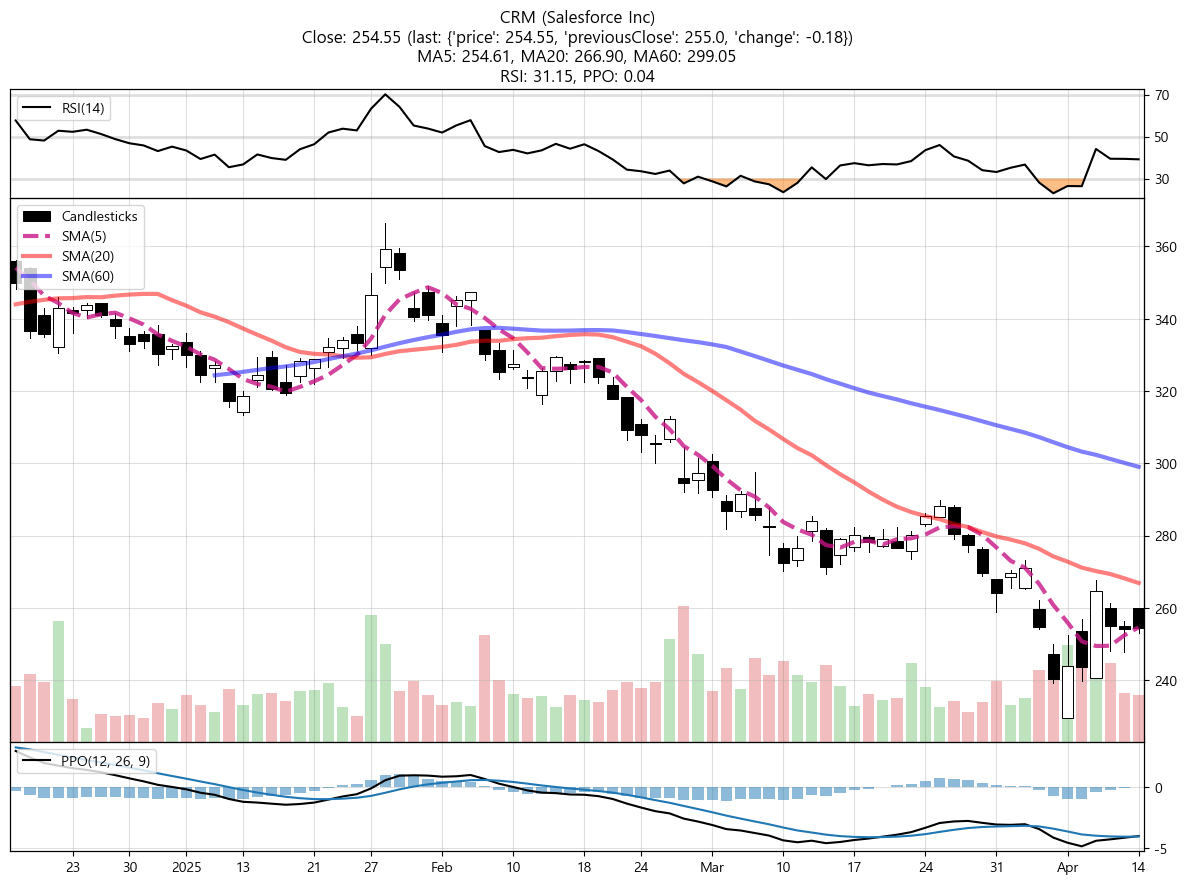 CRM (Salesforce Inc)
Close: 254.55 (last: {'price': 254.55, 'previousClose': 255.0, 'change': -0.18})
MA5: 254.61, MA20: 266.90, MA60: 299.05
RSI: 31.15, PPO: 0.04
RSI(14)
70
50
30
Candlesticks
SMA(5)
SMA(20)
SMA(60)
360
340
320
300
280
260
240
PPO(12, 26, 9)
0
-5
23 30 2025 13 21 27 Feb 10 18 24 Mar 10 17 24 31 Apr 14